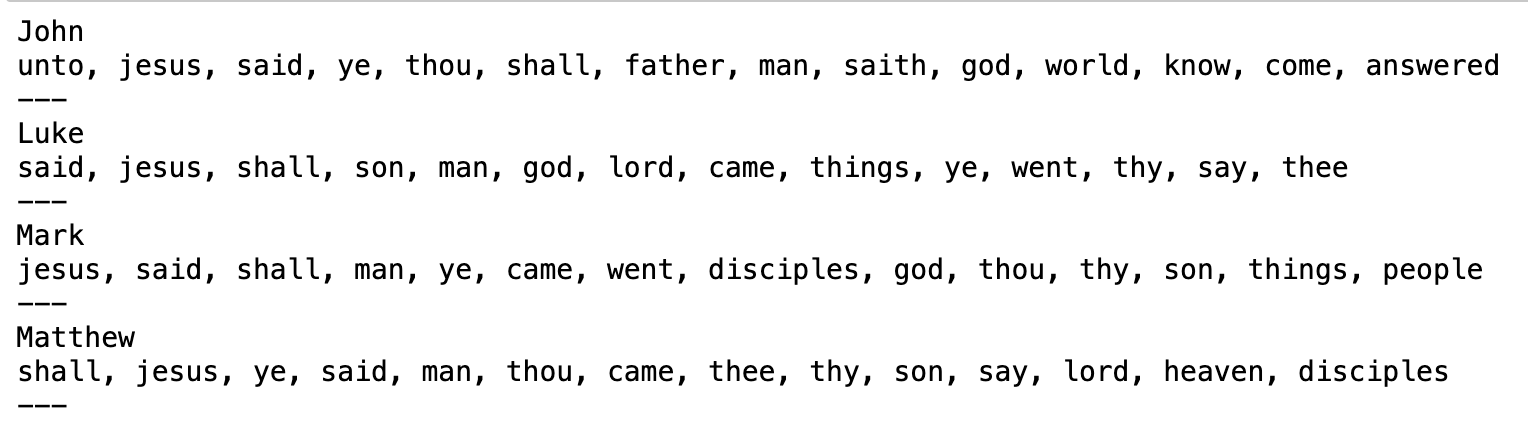 John
unto, jesus, said, ye, thou, shall, father, man, saith, god, world, know, come, answered
---
Luke
said, jesus, shall, son, man, god, lord, came, things, ye, went, thy, say, thee
---
Mark
jesus, said, shall, man, ye, came, went, disciples, god, thou, thy, son, things, people
---
Matthew
shall, jesus, ye, said, man, thou, came, thee, thy, son, say, lord, heaven, disciples
---